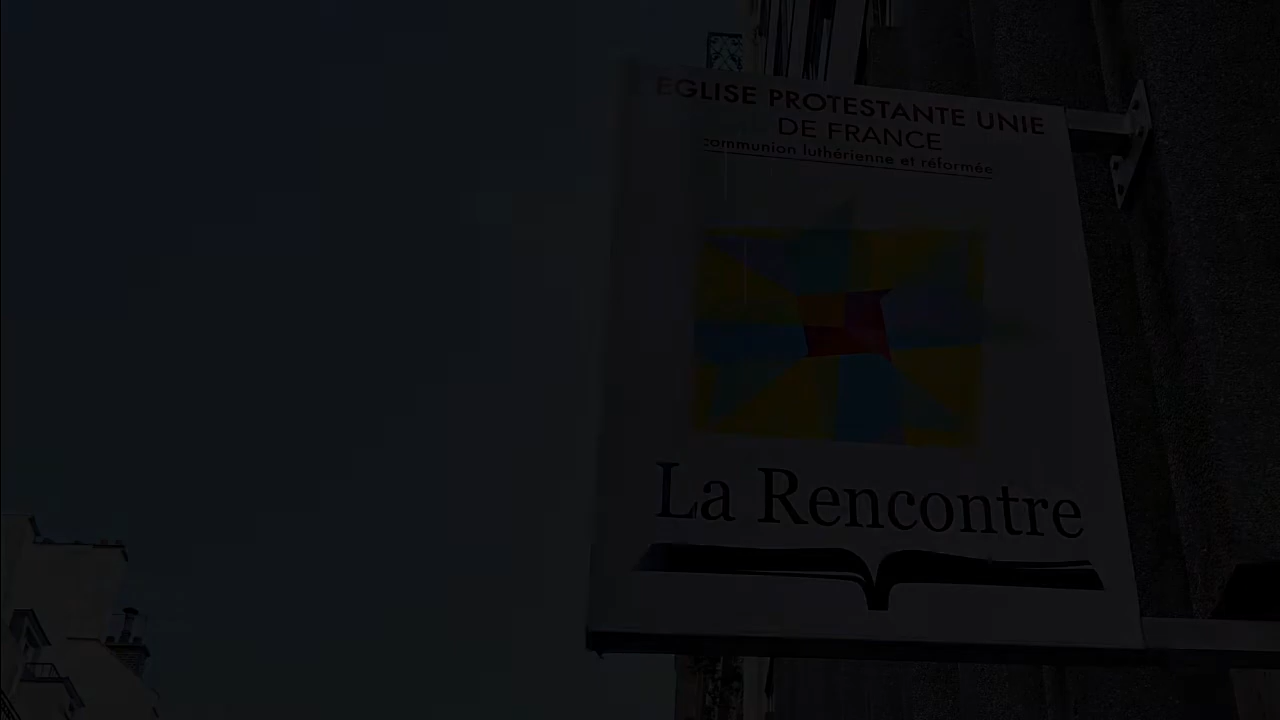 EGLISE PROTESTANTE UNIE
DE FRANCE
communion luthérienne et réformée
La Rencontre